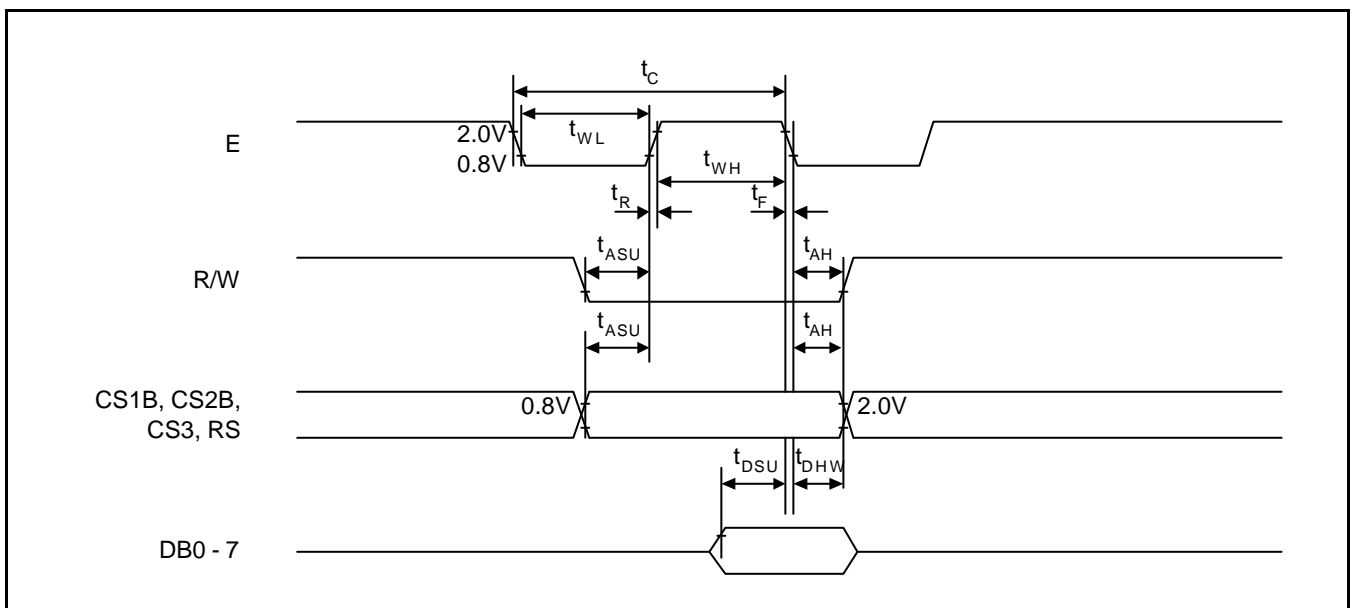 tC
E
2.0V
tWL
0.8V
tWH
tR
tF
tASU
tAH
R/W
tASU
tAH
CS1B, CS2B,
CS3, RS
0.8V
2.0V
tDSU
tDHW
DB0 - 7